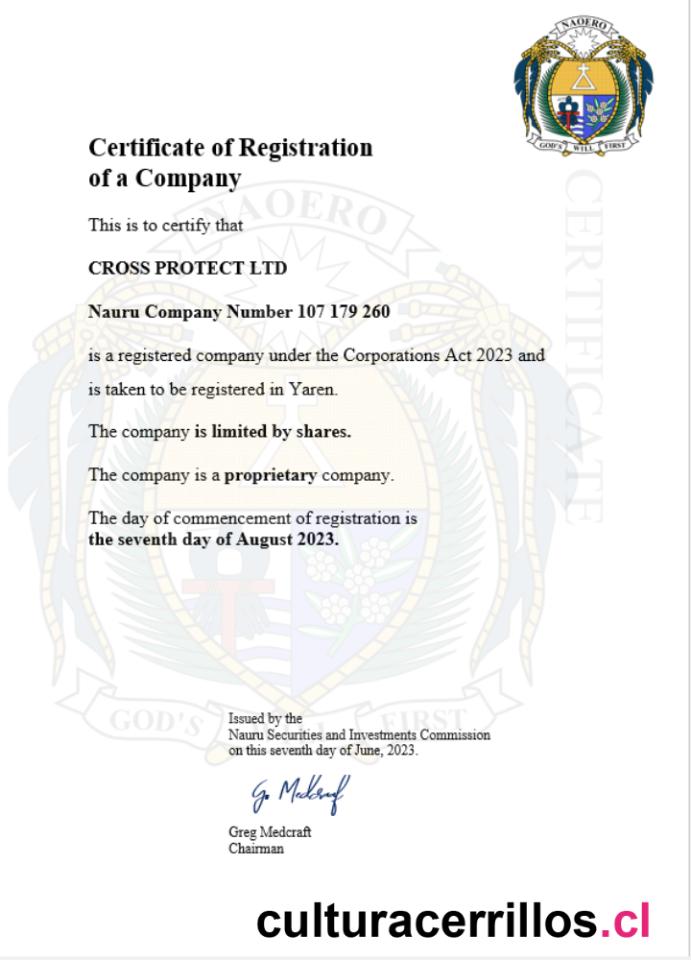 NAOERO
GOD'S WILL FIRST
CERTIFICATE
Certificate of Registration
of a Company
NAOERO
This is to certify that
CROSS PROTECT LTD
Nauru Company Number 107 179 260
is a registered company under the Corporations Act 2023 and
is taken to be registered in Yaren.
The company is limited by shares.
The company is a proprietary company.
The day of commencement of registration is
the seventh day of August 2023.
GOD'S WILL FIRST
Issued by the
Nauru Securities and Investments Commission
on this seventh day of June, 2023.
G. Medcraf
Greg Medcraft
Chairman
culturacerrillos.cl